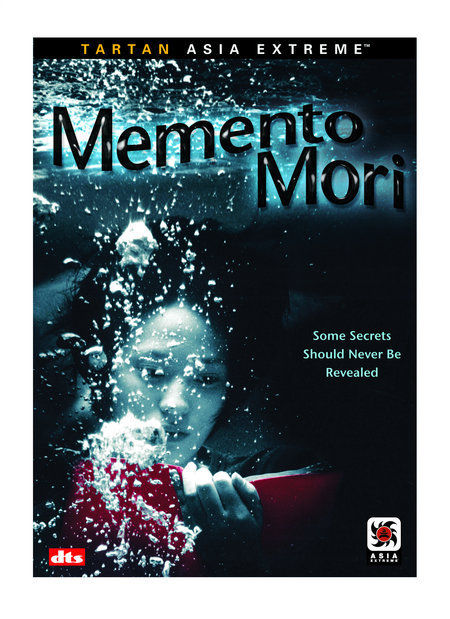 TARTAN ASIA EXTREME™
Memento
Mori
Some Secrets
Should Never Be
Revealed
dts
ASIA
EXTREME